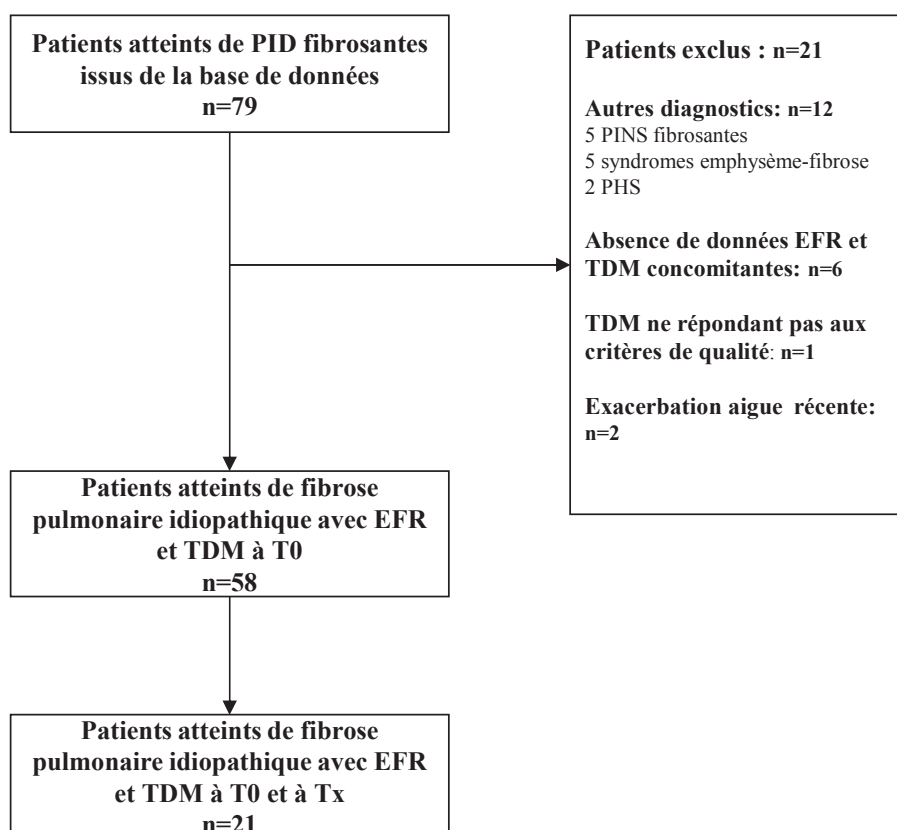 Patients atteints de PID fibrosantes
issus de la base de données
n=79
Patients exclus : n=21
Autres diagnostics: n=12
5 PINS fibrosantes
5 syndromes emphysème-fibrose
2 PHS
Absence de données EFR et
TDM concomitantes: n=6
TDM ne répondant pas aux
critères de qualité: n=1
Exacerbation aigue récente:
n=2
Patients atteints de fibrose
pulmonaire idiopathique avec EFR
et TDM à T0
n=58
Patients atteints de fibrose
pulmonaire idiopathique avec EFR
et TDM à T0 et à Tx
n=21